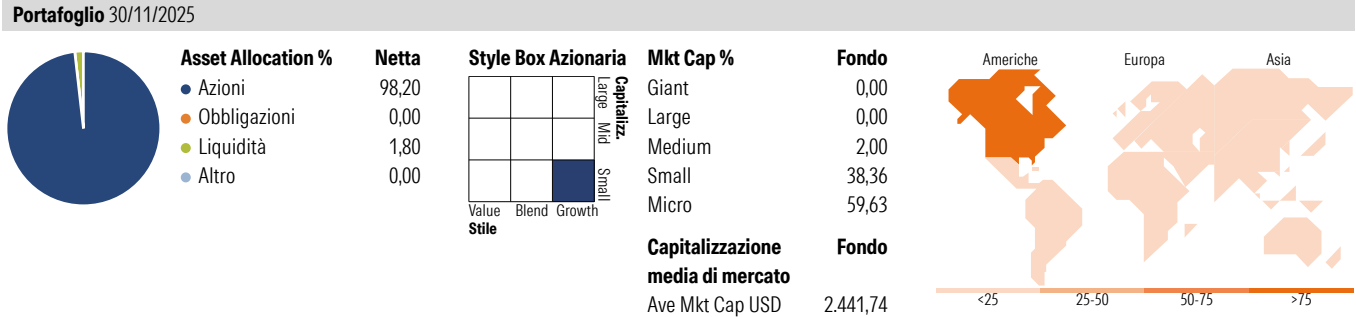 Portafoglio 30/11/2025
Asset Allocation % Netta
Azioni 98,20
Obbligazioni 0,00
Liquidità 1,80
Altro 0,00
Style Box Azionaria
Capitalizz.
Large Mid Small
Value Blend Growth
Stile
Mkt Cap % Fondo
Giant 0,00
Large 0,00
Medium 2,00
Small 38,36
Micro 59,63
Capitalizzazione Fondo
media di mercato
Ave Mkt Cap USD 2.441,74
Americhe Europa Asia
<25 25-50 50-75 >75